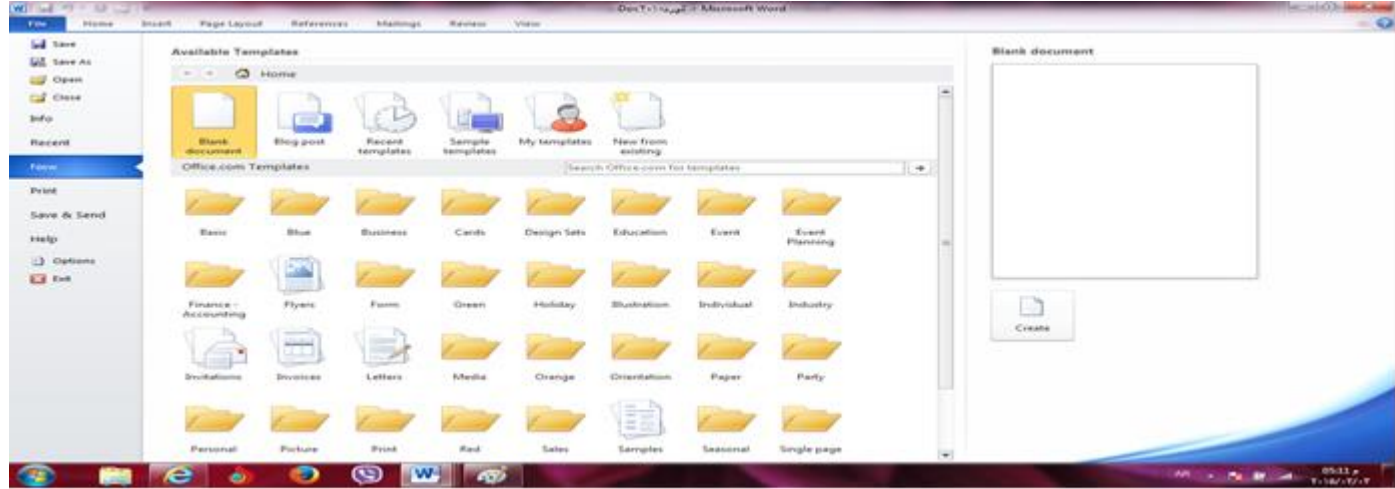 Microsoft Word
File Home Insert Page Layout References Mailings Review View
Save
Save As
Open
Close
Info
Recent
New
Print
Save & Send
Help
Options
Exit
Available Templates
Home
Blank document
Blog post
Recent templates
Sample templates
My templates
New from existing
Office.com Templates
Search Office.com for templates
Basic Blue Business Cards Design Sets Education Event Event Planning
Finance - Accounting Flyers Form Green Holiday Illustration Individual Industry
Invitations Invoices Letters Media Orange Orientation Paper Party
Personal Picture Print Red Sales Samples Seasonal Single page
Blank document
Create
AR
05:11 م